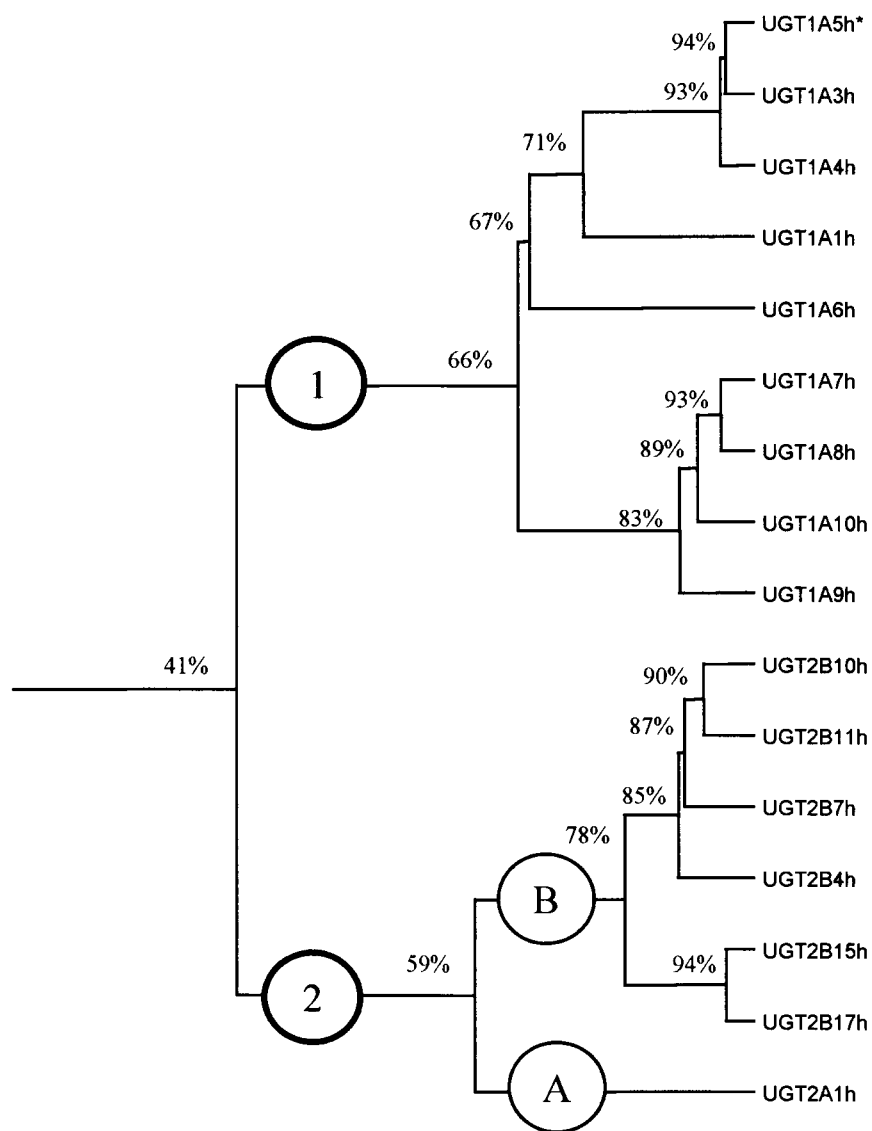 UGT1A5h*
94%
UGT1A3h
93%
71%
UGT1A4h
67%
UGT1A1h
UGT1A6h
1
66%
UGT1A7h
93%
UGT1A8h
89%
UGT1A10h
83%
UGT1A9h
41%
UGT2B10h
90%
87%
UGT2B11h
85%
UGT2B7h
78%
UGT2B4h
B
UGT2B15h
94%
59%
2
UGT2B17h
A
UGT2A1h